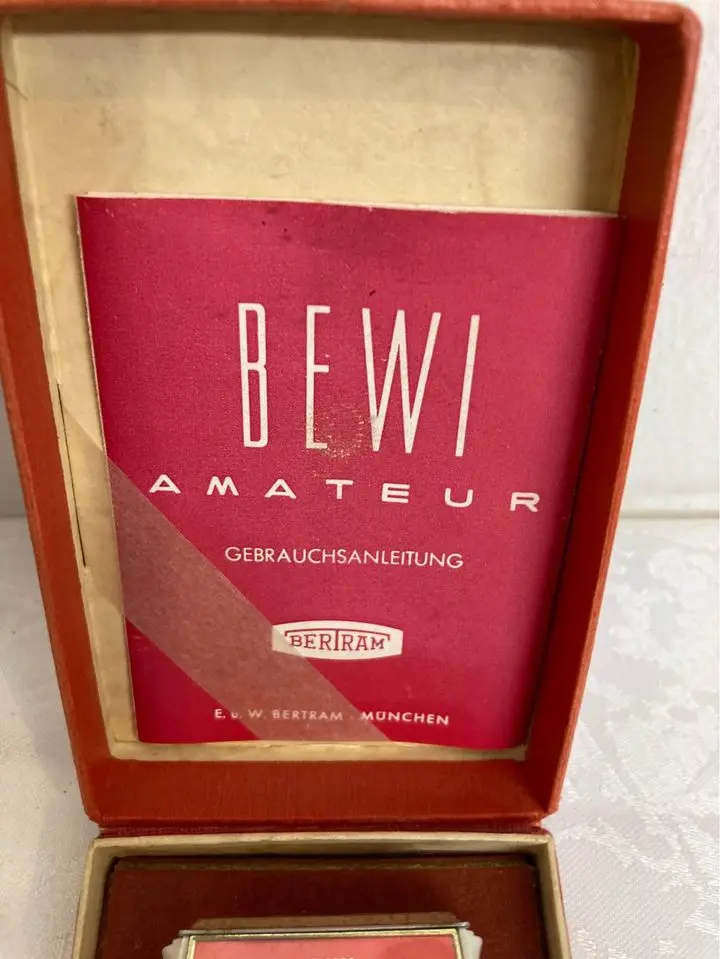 BEWI
AMATEUR
GEBRAUCHSANLEITUNG
BERTRAM
E. u. W. BERTRAM · MÜNCHEN